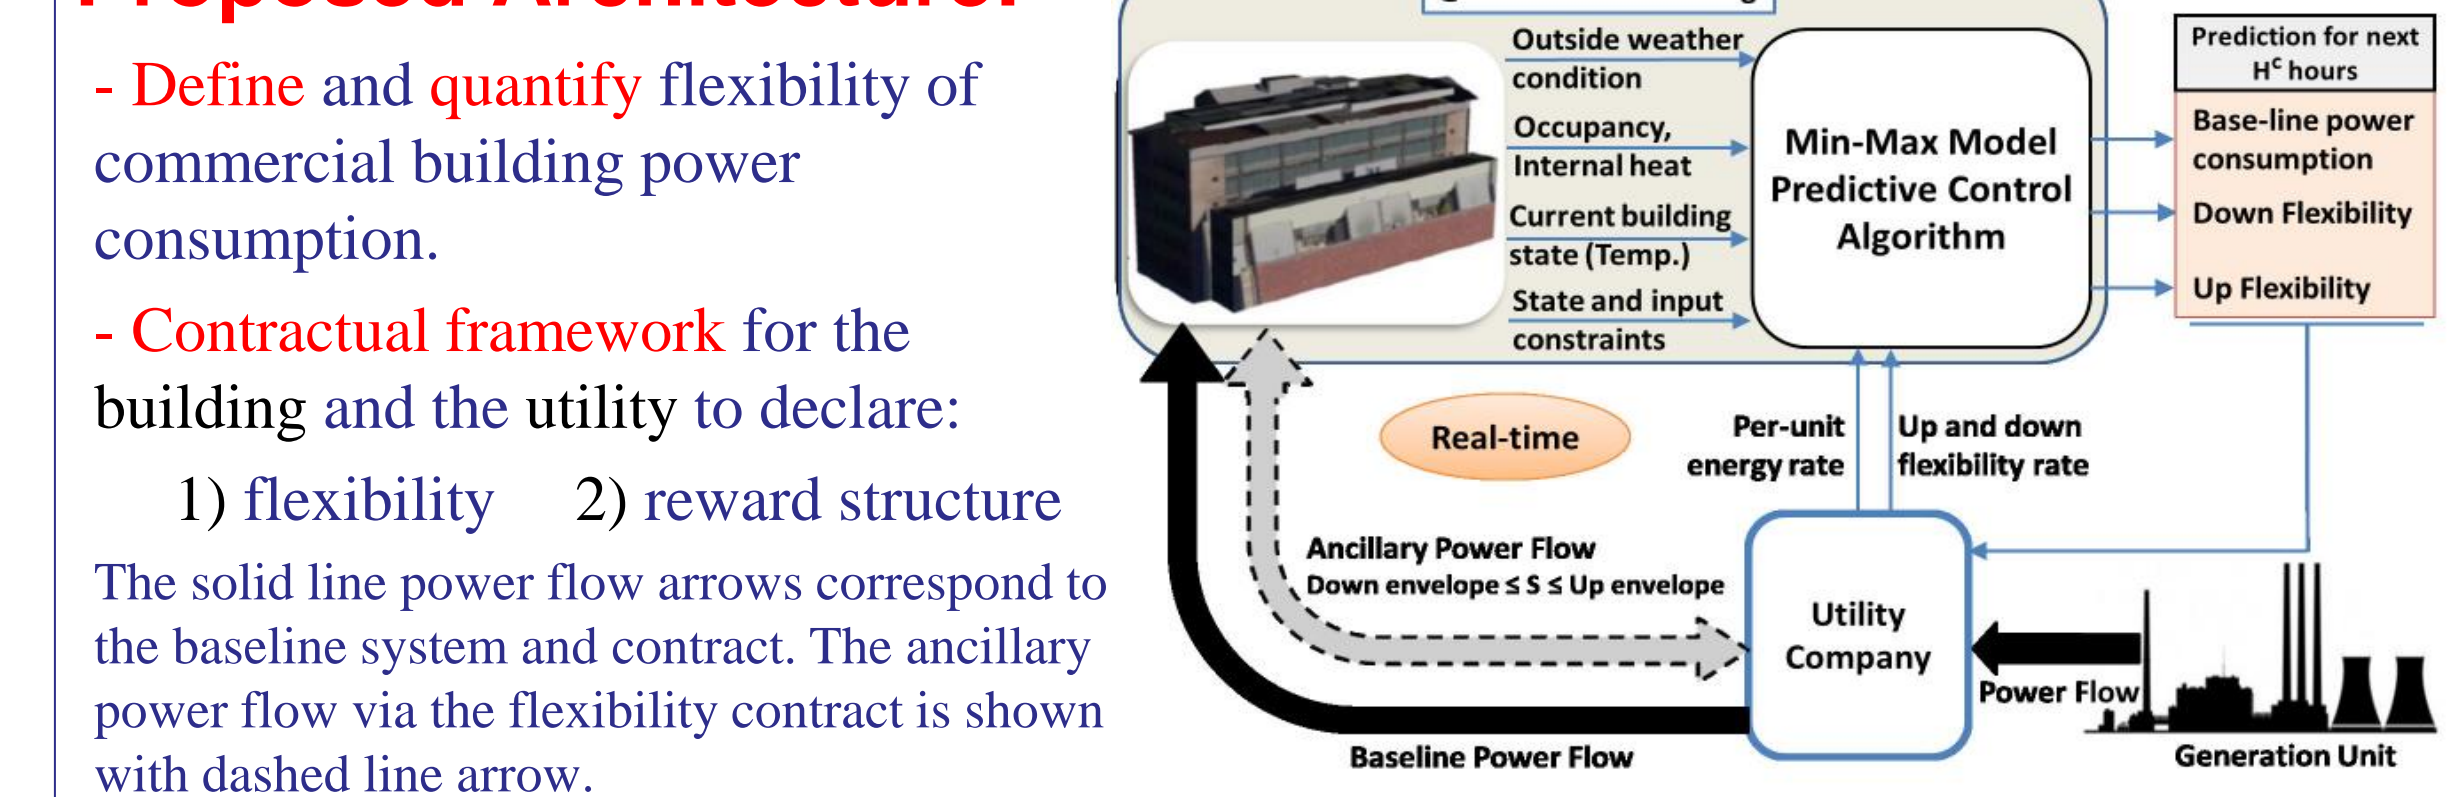 Proposed Architecture:
- Define and quantify flexibility of
commercial building power
consumption.
- Contractual framework for the
building and the utility to declare:
1) flexibility 2) reward structure
The solid line power flow arrows correspond to
the baseline system and contract. The ancillary
power flow via the flexibility contract is shown
with dashed line arrow.
Outside weather
condition
Occupancy,
Internal heat
Current building
state (Temp.)
State and input
constraints
Min-Max Model
Predictive Control
Algorithm
Prediction for next
Hᶜ hours
Base-line power
consumption
Down Flexibility
Up Flexibility
Real-time
Per-unit
energy rate
Up and down
flexibility rate
Ancillary Power Flow
Down envelope ≤ S ≤ Up envelope
Utility
Company
Power Flow
Baseline Power Flow
Generation Unit